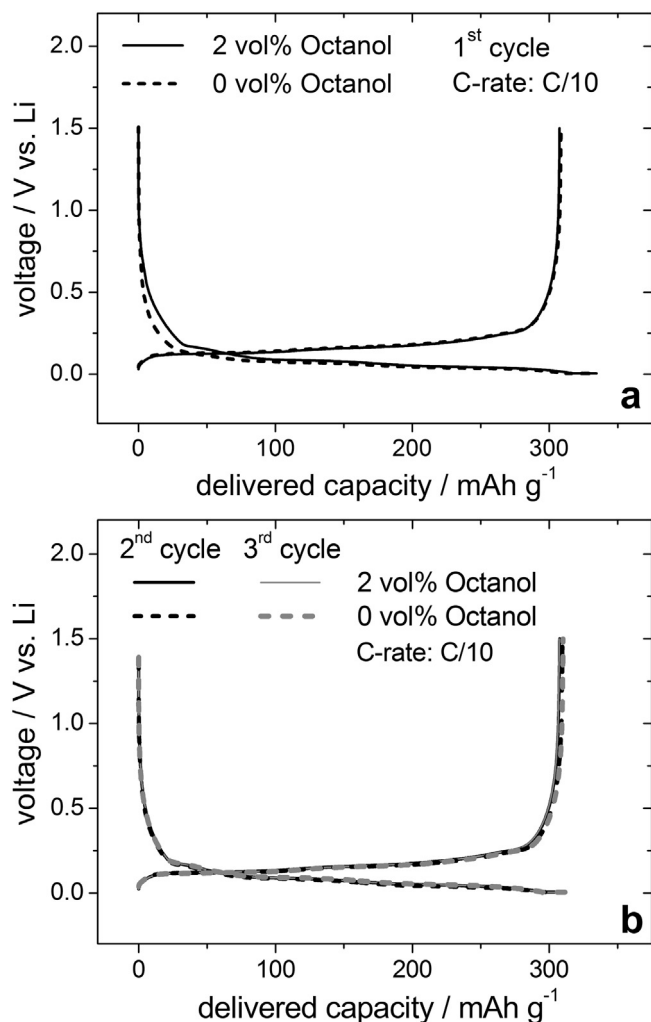 2.0
1.5
1.0
0.5
0.0
voltage / V vs. Li
2 vol% Octanol
0 vol% Octanol
1st cycle
C-rate: C/10
a
0 100 200 300
delivered capacity / mAh g-1
2.0
1.5
1.0
0.5
0.0
voltage / V vs. Li
2nd cycle 3rd cycle
2 vol% Octanol
0 vol% Octanol
C-rate: C/10
b
0 100 200 300
delivered capacity / mAh g-1